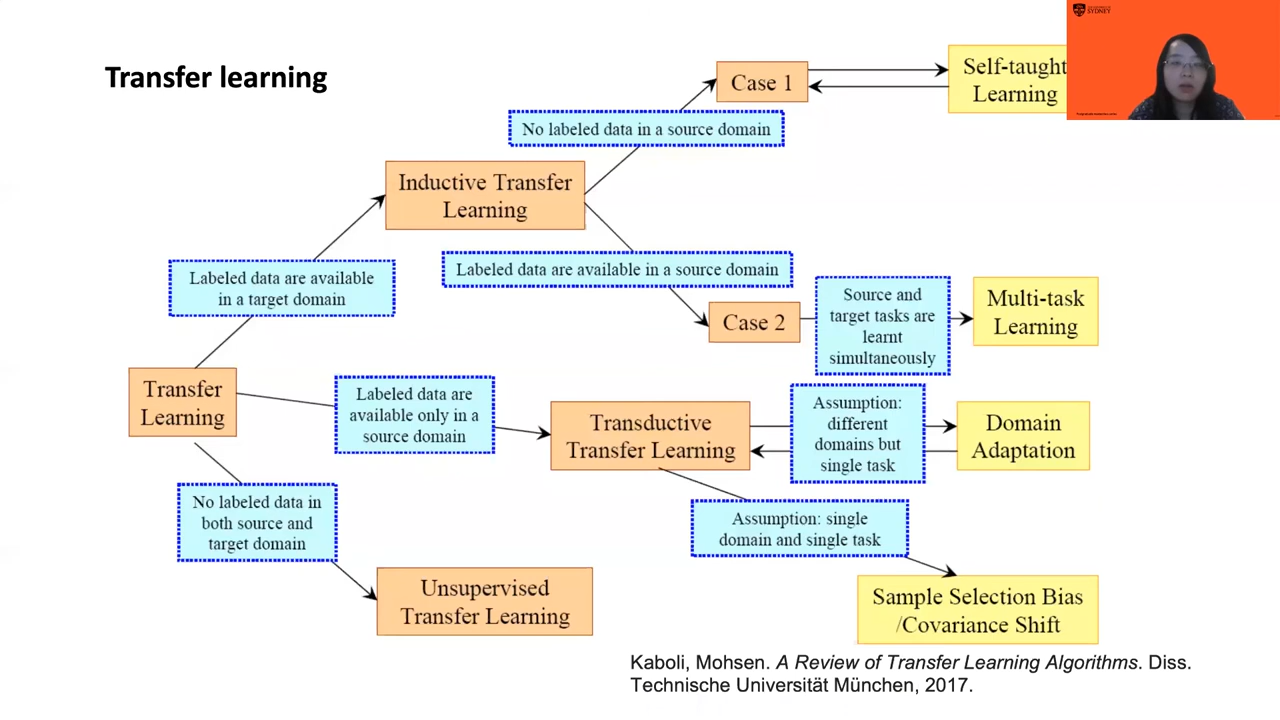 Transfer learning
SYDNEY
Case 1
Self-taught
Learning
No labeled data in a source domain
Inductive Transfer
Learning
Labeled data are available in a source domain
Labeled data are available
in a target domain
Case 2
Source and
target tasks are
learnt
simultaneously
Multi-task
Learning
Transfer
Learning
Labeled data are
available only in a
source domain
Transductive
Transfer Learning
Assumption:
different
domains but
single task
Domain
Adaptation
No labeled data in
both source and
target domain
Assumption: single
domain and single task
Unsupervised
Transfer Learning
Sample Selection Bias
/Covariance Shift
Kaboli, Mohsen. A Review of Transfer Learning Algorithms. Diss.
Technische Universität München, 2017.